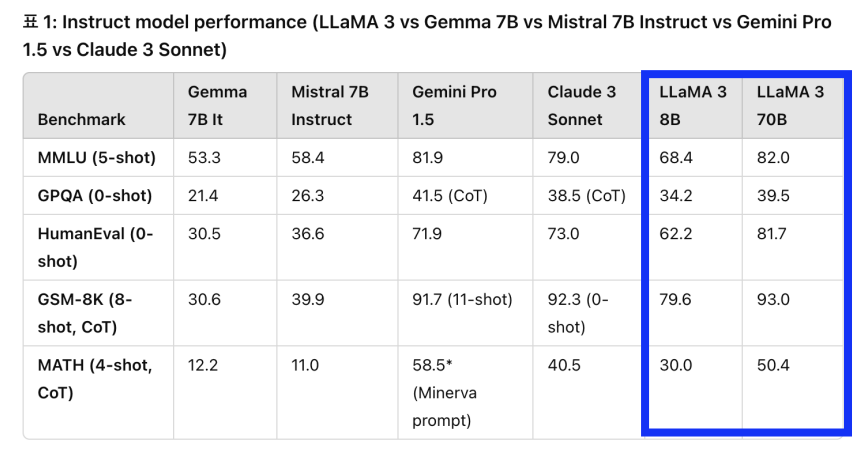 표 1: Instruct model performance (LLaMA 3 vs Gemma 7B vs Mistral 7B Instruct vs Gemini Pro
1.5 vs Claude 3 Sonnet)
Benchmark Gemma 7B It Mistral 7B Instruct Gemini Pro 1.5 Claude 3 Sonnet LLaMA 3 8B LLaMA 3 70B
MMLU (5-shot) 53.3 58.4 81.9 79.0 68.4 82.0
GPQA (0-shot) 21.4 26.3 41.5 (CoT) 38.5 (CoT) 34.2 39.5
HumanEval (0-shot) 30.5 36.6 71.9 73.0 62.2 81.7
GSM-8K (8-shot, CoT) 30.6 39.9 91.7 (11-shot) 92.3 (0-shot) 79.6 93.0
MATH (4-shot, CoT) 12.2 11.0 58.5* (Minerva prompt) 40.5 30.0 50.4